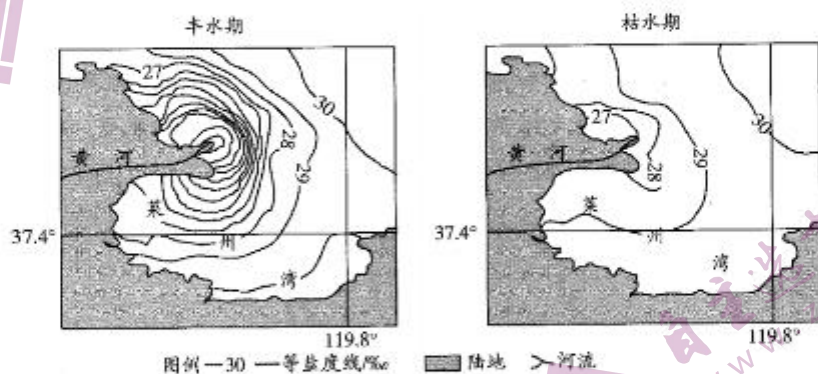 丰水期
枯水期
27
30
28
29
黄河
莱州湾
37.4°
119.8°
27
30
29
28
黄河
莱州湾
37.4°
119.8°
图例 —30— 等盐度线/‰ 陆地 河流